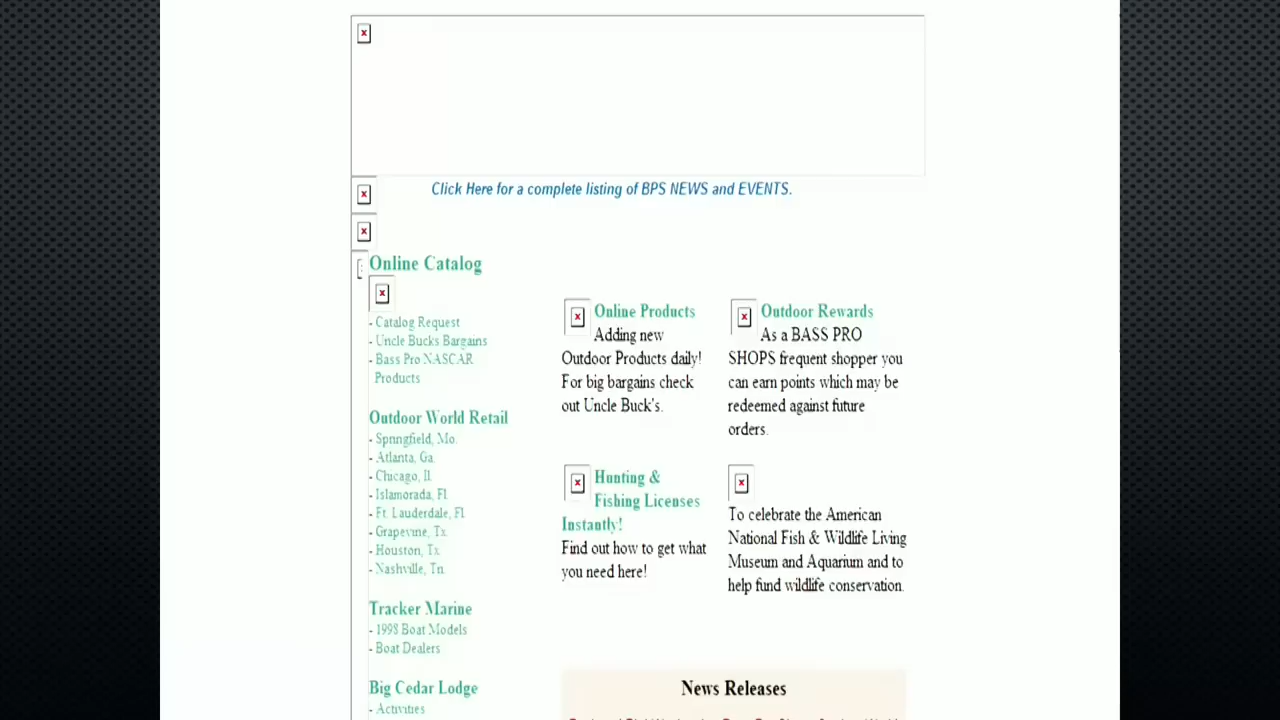 Click Here for a complete listing of BPS NEWS and EVENTS.
Online Catalog
- Catalog Request
- Uncle Bucks Bargains
- Bass Pro NASCAR
Products
Outdoor World Retail
- Springfield, Mo.
- Atlanta, Ga.
- Chicago, Il.
- Islamorada, Fl.
- Ft. Lauderdale, Fl.
- Grapevine, Tx.
- Houston, Tx.
- Nashville, Tn.
Tracker Marine
- 1998 Boat Models
- Boat Dealers
Big Cedar Lodge
- Activities
Online Products
Adding new
Outdoor Products daily!
For big bargains check
out Uncle Buck's.
Outdoor Rewards
As a BASS PRO
SHOPS frequent shopper you
can earn points which may be
redeemed against future
orders.
Hunting &
Fishing Licenses
Instantly!
Find out how to get what
you need here!
To celebrate the American
National Fish & Wildlife Living
Museum and Aquarium and to
help fund wildlife conservation.
News Releases